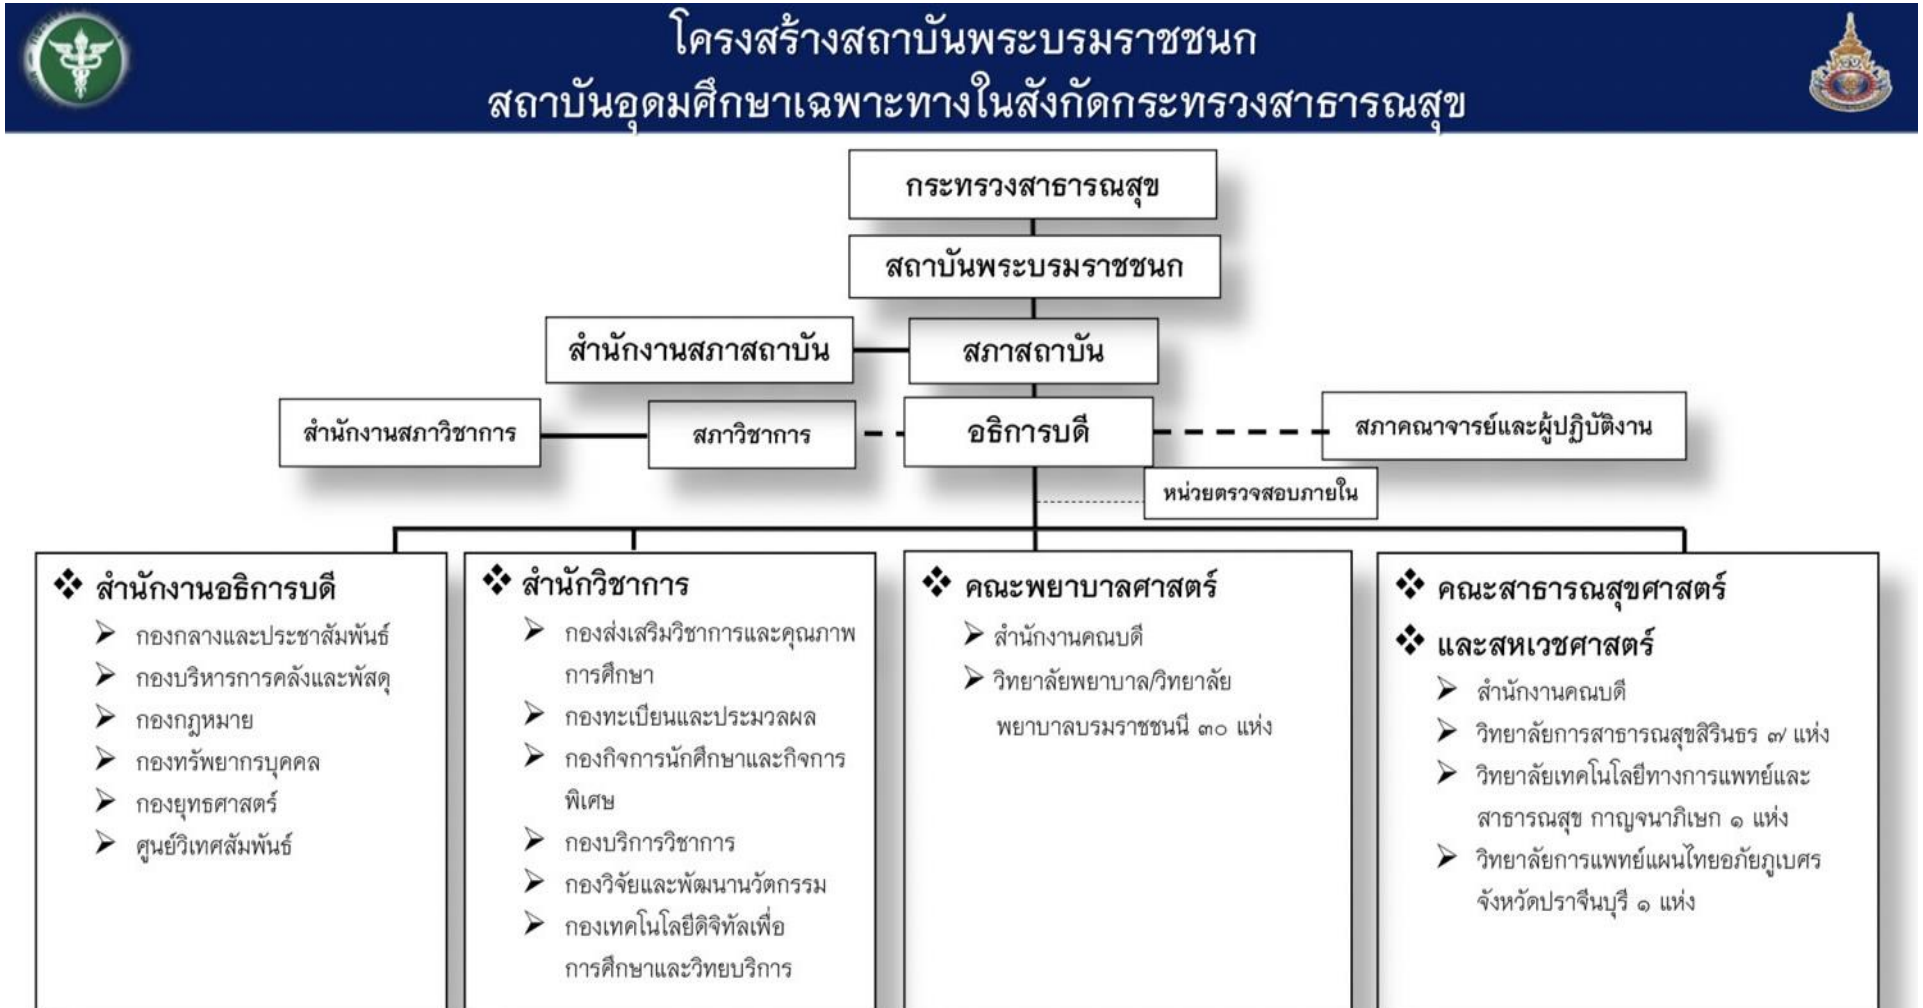 โครงสร้างสถาบันพระบรมราชชนก
สถาบันอุดมศึกษาเฉพาะทางในสังกัดกระทรวงสาธารณสุข
กระทรวงสาธารณสุข
สถาบันพระบรมราชชนก
สำนักงานสภาสถาบัน
สภาสถาบัน
สำนักงานสภาวิชาการ
สภาวิชาการ
อธิการบดี
สภาคณาจารย์และผู้ปฏิบัติงาน
หน่วยตรวจสอบภายใน
❖ สำนักงานอธิการบดี
➢ กองกลางและประชาสัมพันธ์
➢ กองบริหารการคลังและพัสดุ
➢ กองกฎหมาย
➢ กองทรัพยากรบุคคล
➢ กองยุทธศาสตร์
➢ ศูนย์วิเทศสัมพันธ์
❖ สำนักวิชาการ
➢ กองส่งเสริมวิชาการและคุณภาพ
การศึกษา
➢ กองทะเบียนและประมวลผล
➢ กองกิจการนักศึกษาและกิจการ
พิเศษ
➢ กองบริการวิชาการ
➢ กองวิจัยและพัฒนานวัตกรรม
➢ กองเทคโนโลยีดิจิทัลเพื่อ
การศึกษาและวิทยบริการ
❖ คณะพยาบาลศาสตร์
➢ สำนักงานคณบดี
➢ วิทยาลัยพยาบาล/วิทยาลัย
พยาบาลบรมราชชนนี ๓๐ แห่ง
❖ คณะสาธารณสุขศาสตร์
❖ และสหเวชศาสตร์
➢ สำนักงานคณบดี
➢ วิทยาลัยการสาธารณสุขสิรินธร ๗ แห่ง
➢ วิทยาลัยเทคโนโลยีทางการแพทย์และ
สาธารณสุข กาญจนาภิเษก ๑ แห่ง
➢ วิทยาลัยการแพทย์แผนไทยอภัยภูเบศร
จังหวัดปราจีนบุรี ๑ แห่ง